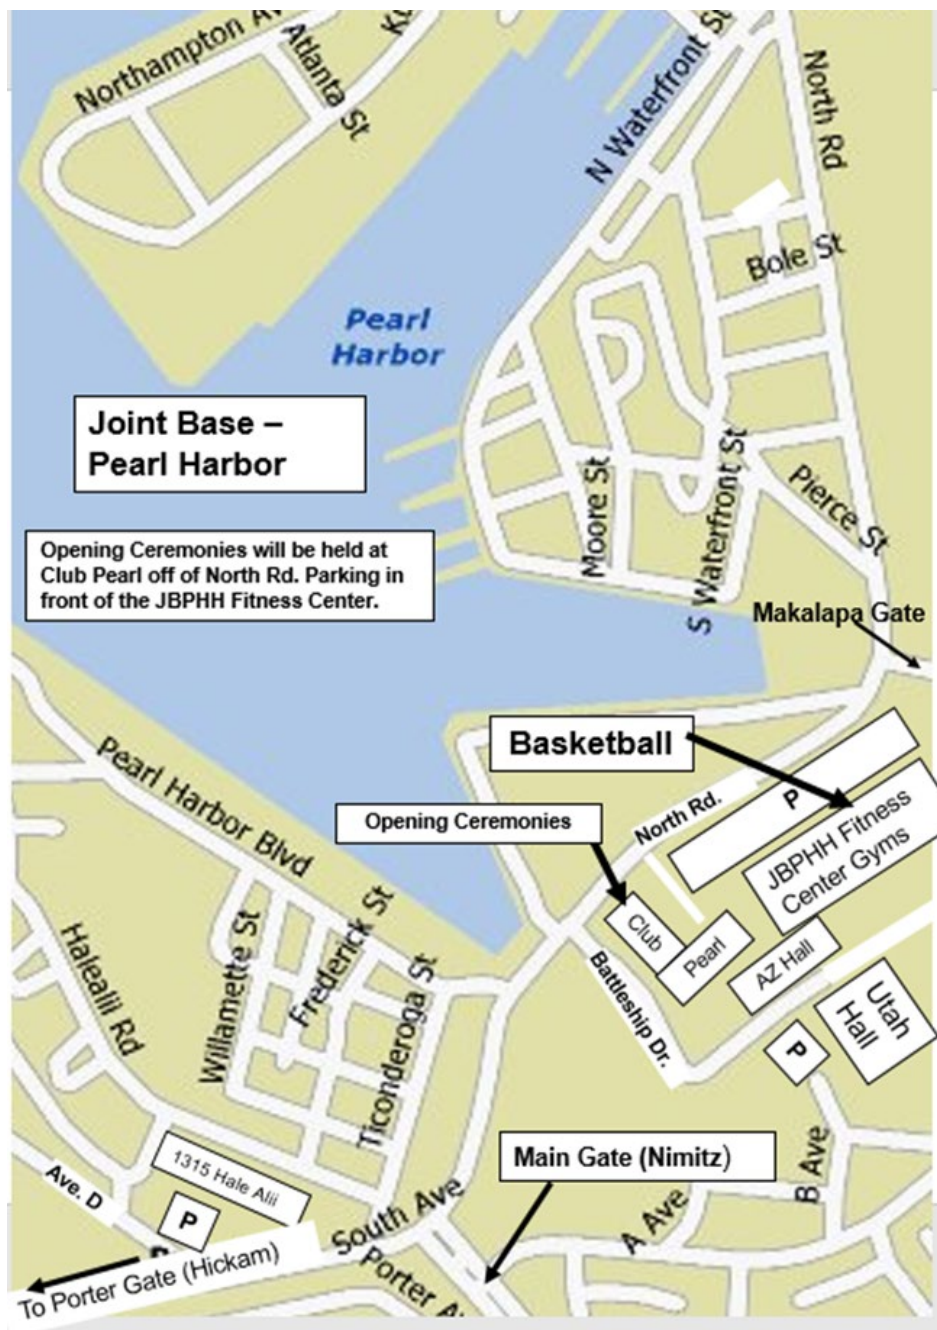 Northampton Av
Atlanta St
N Waterfront St
North Rd
Bole St
Pearl
Harbor
Joint Base –
Pearl Harbor
Moore St
S Waterfront St
Pierce St
Opening Ceremonies will be held at
Club Pearl off of North Rd. Parking in
front of the JBPHH Fitness Center.
Makalapa Gate
Basketball
Pearl Harbor Blvd
Opening Ceremonies
North Rd.
P
JBPHH Fitness
Center Gyms
Club
Pearl
AZ Hall
Utah
Hall
P
Battleship Dr.
Halealii Rd
Willamette St
Frederick St
Ticonderoga St
Main Gate (Nimitz)
B Ave
A Ave
1315 Hale Alii
Ave. D
P
South Ave
Porter Av
To Porter Gate (Hickam)